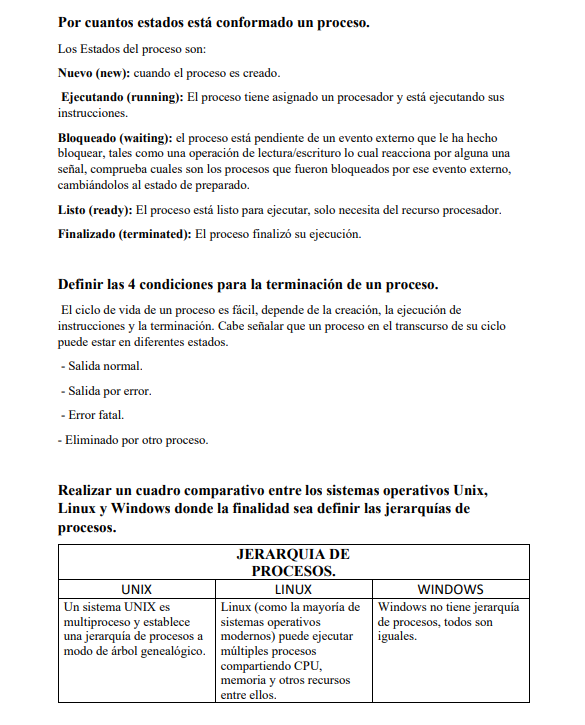 Por cuantos estados está conformado un proceso.
Los Estados del proceso son:
Nuevo (new): cuando el proceso es creado.
Ejecutando (running): El proceso tiene asignado un procesador y está ejecutando sus
instrucciones.
Bloqueado (waiting): el proceso está pendiente de un evento externo que le ha hecho
bloquear, tales como una operación de lectura/escrituro lo cual reacciona por alguna una
señal, comprueba cuales son los procesos que fueron bloqueados por ese evento externo,
cambiándolos al estado de preparado.
Listo (ready): El proceso está listo para ejecutar, solo necesita del recurso procesador.
Finalizado (terminated): El proceso finalizó su ejecución.
Definir las 4 condiciones para la terminación de un proceso.
El ciclo de vida de un proceso es fácil, depende de la creación, la ejecución de
instrucciones y la terminación. Cabe señalar que un proceso en el transcurso de su ciclo
puede estar en diferentes estados.
- Salida normal.
- Salida por error.
- Error fatal.
- Eliminado por otro proceso.
Realizar un cuadro comparativo entre los sistemas operativos Unix,
Linux y Windows donde la finalidad sea definir las jerarquías de
procesos.
JERARQUIA DE
PROCESOS.
UNIX
LINUX
WINDOWS
Un sistema UNIX es
multiproceso y establece
una jerarquía de procesos a
modo de árbol genealógico.
Linux (como la mayoría de
sistemas operativos
modernos) puede ejecutar
múltiples procesos
compartiendo CPU,
memoria y otros recursos
entre ellos.
Windows no tiene jerarquía
de procesos, todos son
iguales.